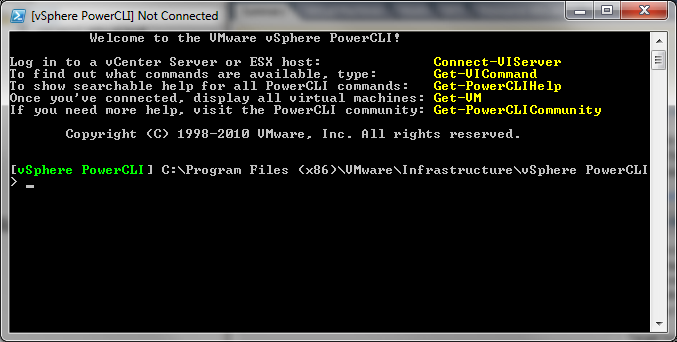 [vSphere PowerCLI] Not Connected
Welcome to the VMware vSphere PowerCLI!
Log in to a vCenter Server or ESX host: Connect-VIServer
To find out what commands are available, type: Get-VICommand
To show searchable help for all PowerCLI commands: Get-PowerCLIHelp
Once you've connected, display all virtual machines: Get-VM
If you need more help, visit the PowerCLI community: Get-PowerCLICommunity
Copyright (C) 1998-2010 VMware, Inc. All rights reserved.
[vSphere PowerCLI] C:\Program Files (x86)\VMware\Infrastructure\vSphere PowerCLI
> _